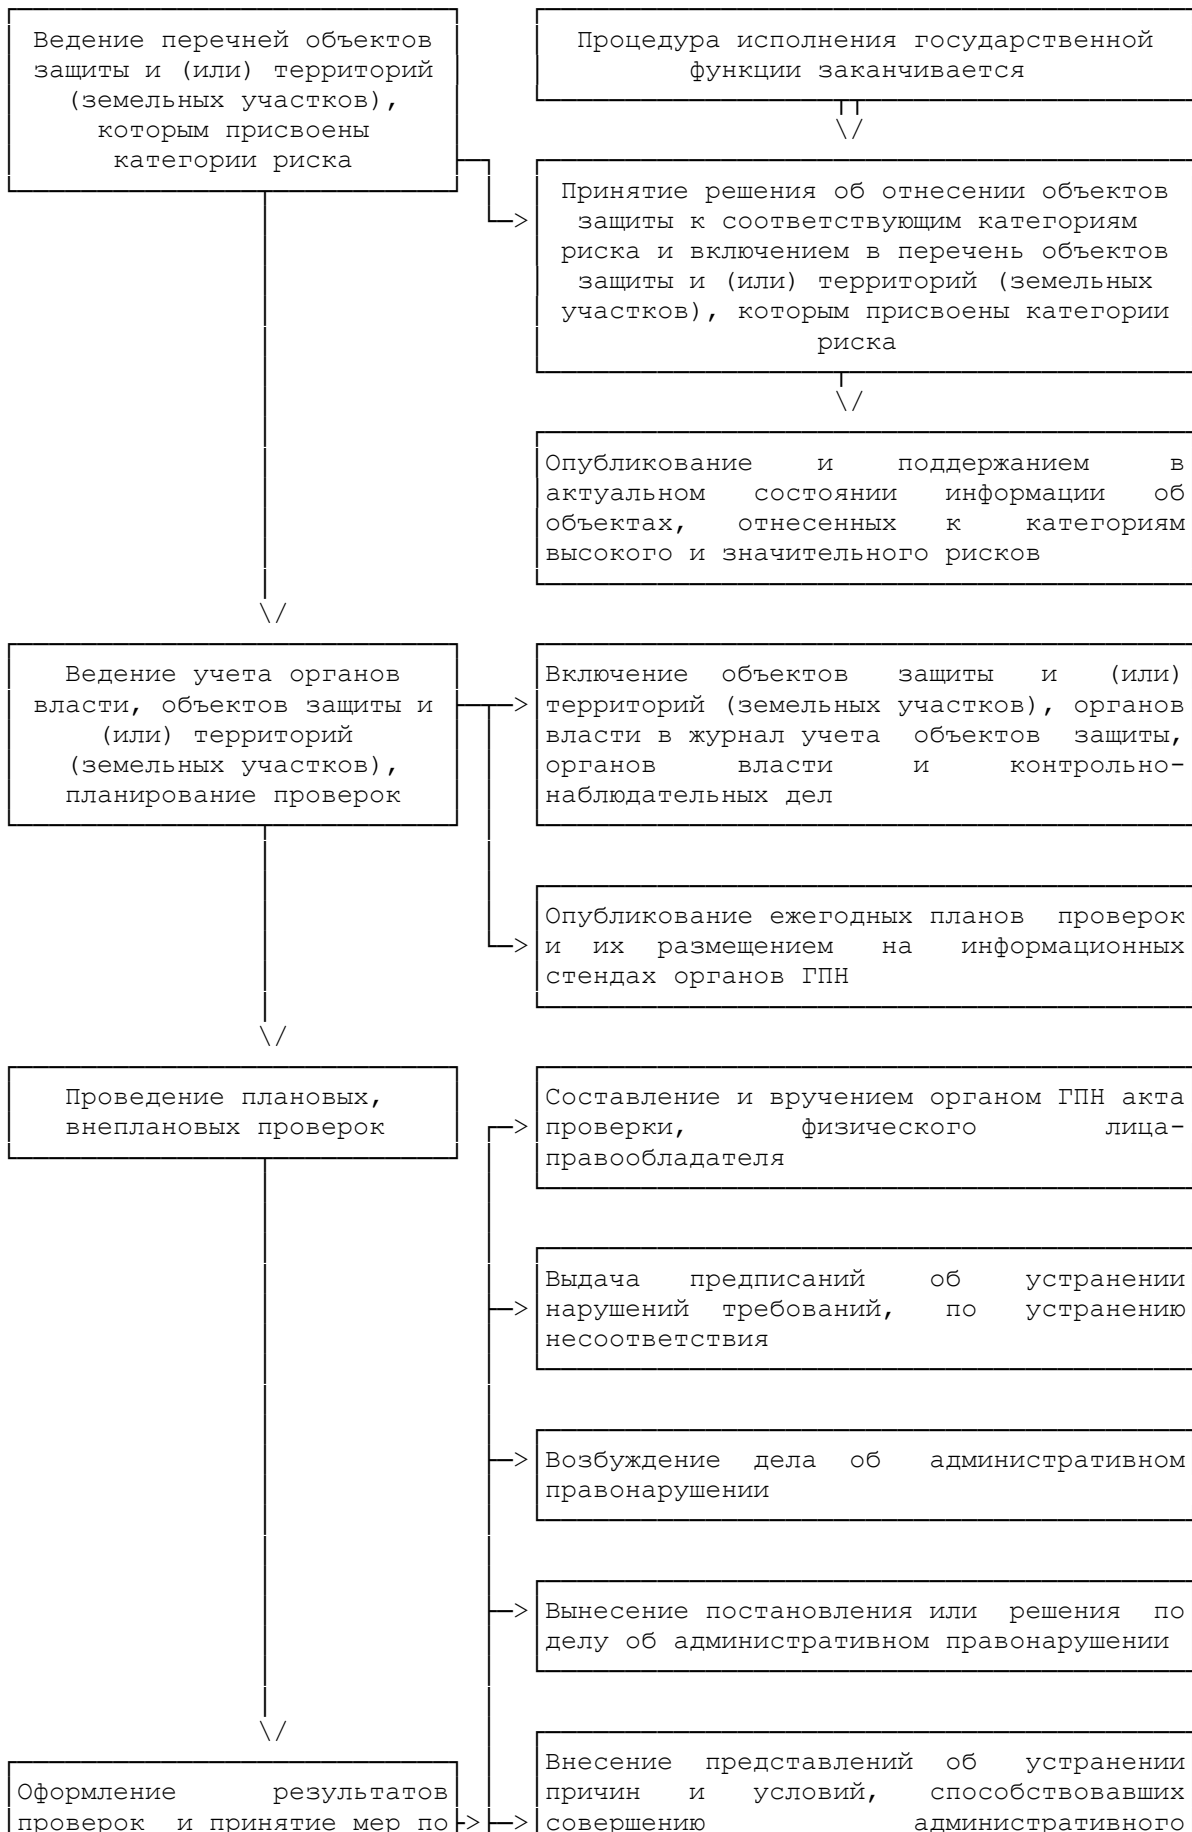 Ведение перечней объектов
защиты и (или) территорий
(земельных участков),
которым присвоены
категории риска
Процедура исполнения государственной
функции заканчивается
Принятие решения об отнесении объектов
защиты к соответствующим категориям
риска и включением в перечень объектов
защиты и (или) территорий (земельных
участков), которым присвоены категории
риска
Опубликование и поддержанием в
актуальном состоянии информации об
объектах, отнесенных к категориям
высокого и значительного рисков
Ведение учета органов
власти, объектов защиты и
(или) территорий
(земельных участков),
планирование проверок
Включение объектов защиты и (или)
территорий (земельных участков), органов
власти в журнал учета объектов защиты,
органов власти и контрольно-
наблюдательных дел
Опубликование ежегодных планов проверок
и их размещением на информационных
стендах органов ГПН
Проведение плановых,
внеплановых проверок
Составление и вручением органом ГПН акта
проверки, физического лица-
правообладателя
Выдача предписаний об устранении
нарушений требований, по устранению
несоответствия
Возбуждение дела об административном
правонарушении
Вынесение постановления или решения по
делу об административном правонарушении
Оформление результатов
проверок и принятие мер по
Внесение представлений об устранении
причин и условий, способствовавших
совершению административного